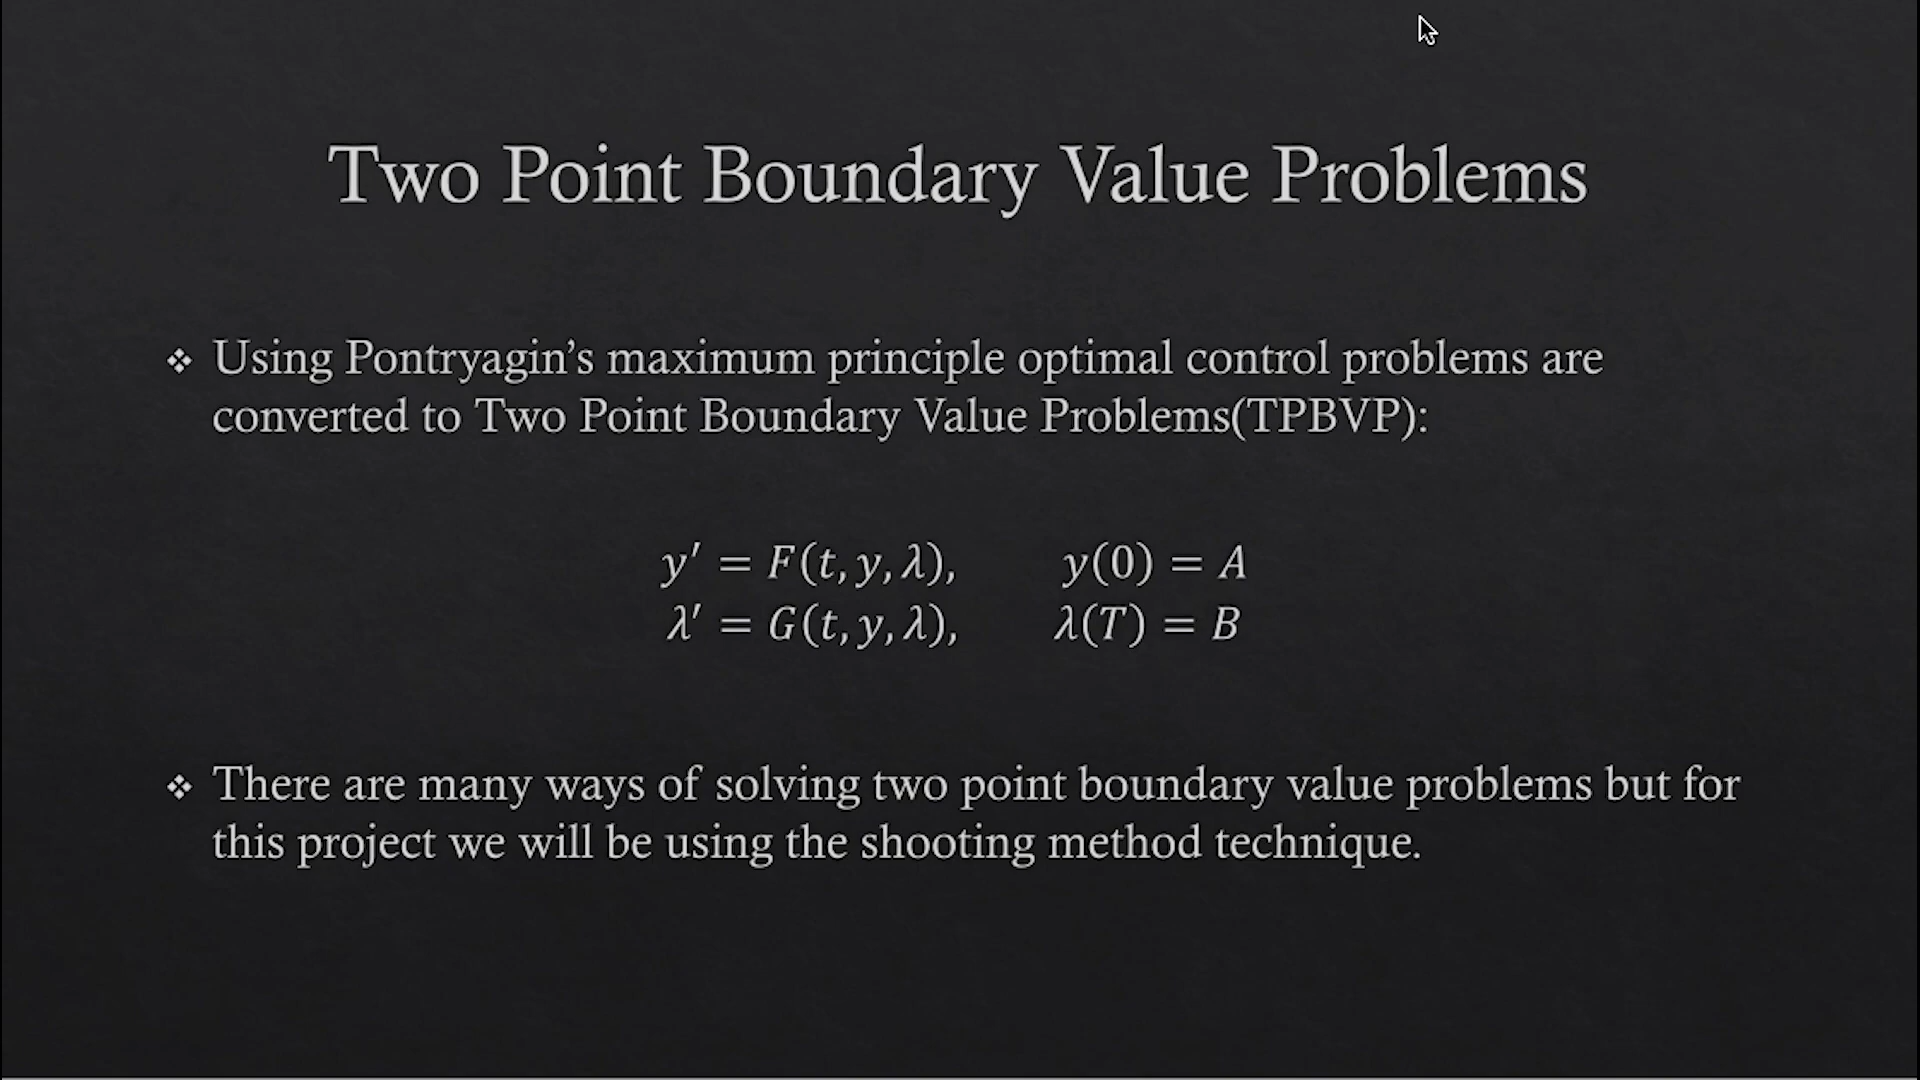 Two Point Boundary Value Problems
❖ Using Pontryagin’s maximum principle optimal control problems are
converted to Two Point Boundary Value Problems(TPBVP):
y′ = F(t, y, λ), y(0) = A
λ′ = G(t, y, λ), λ(T) = B
❖ There are many ways of solving two point boundary value problems but for
this project we will be using the shooting method technique.